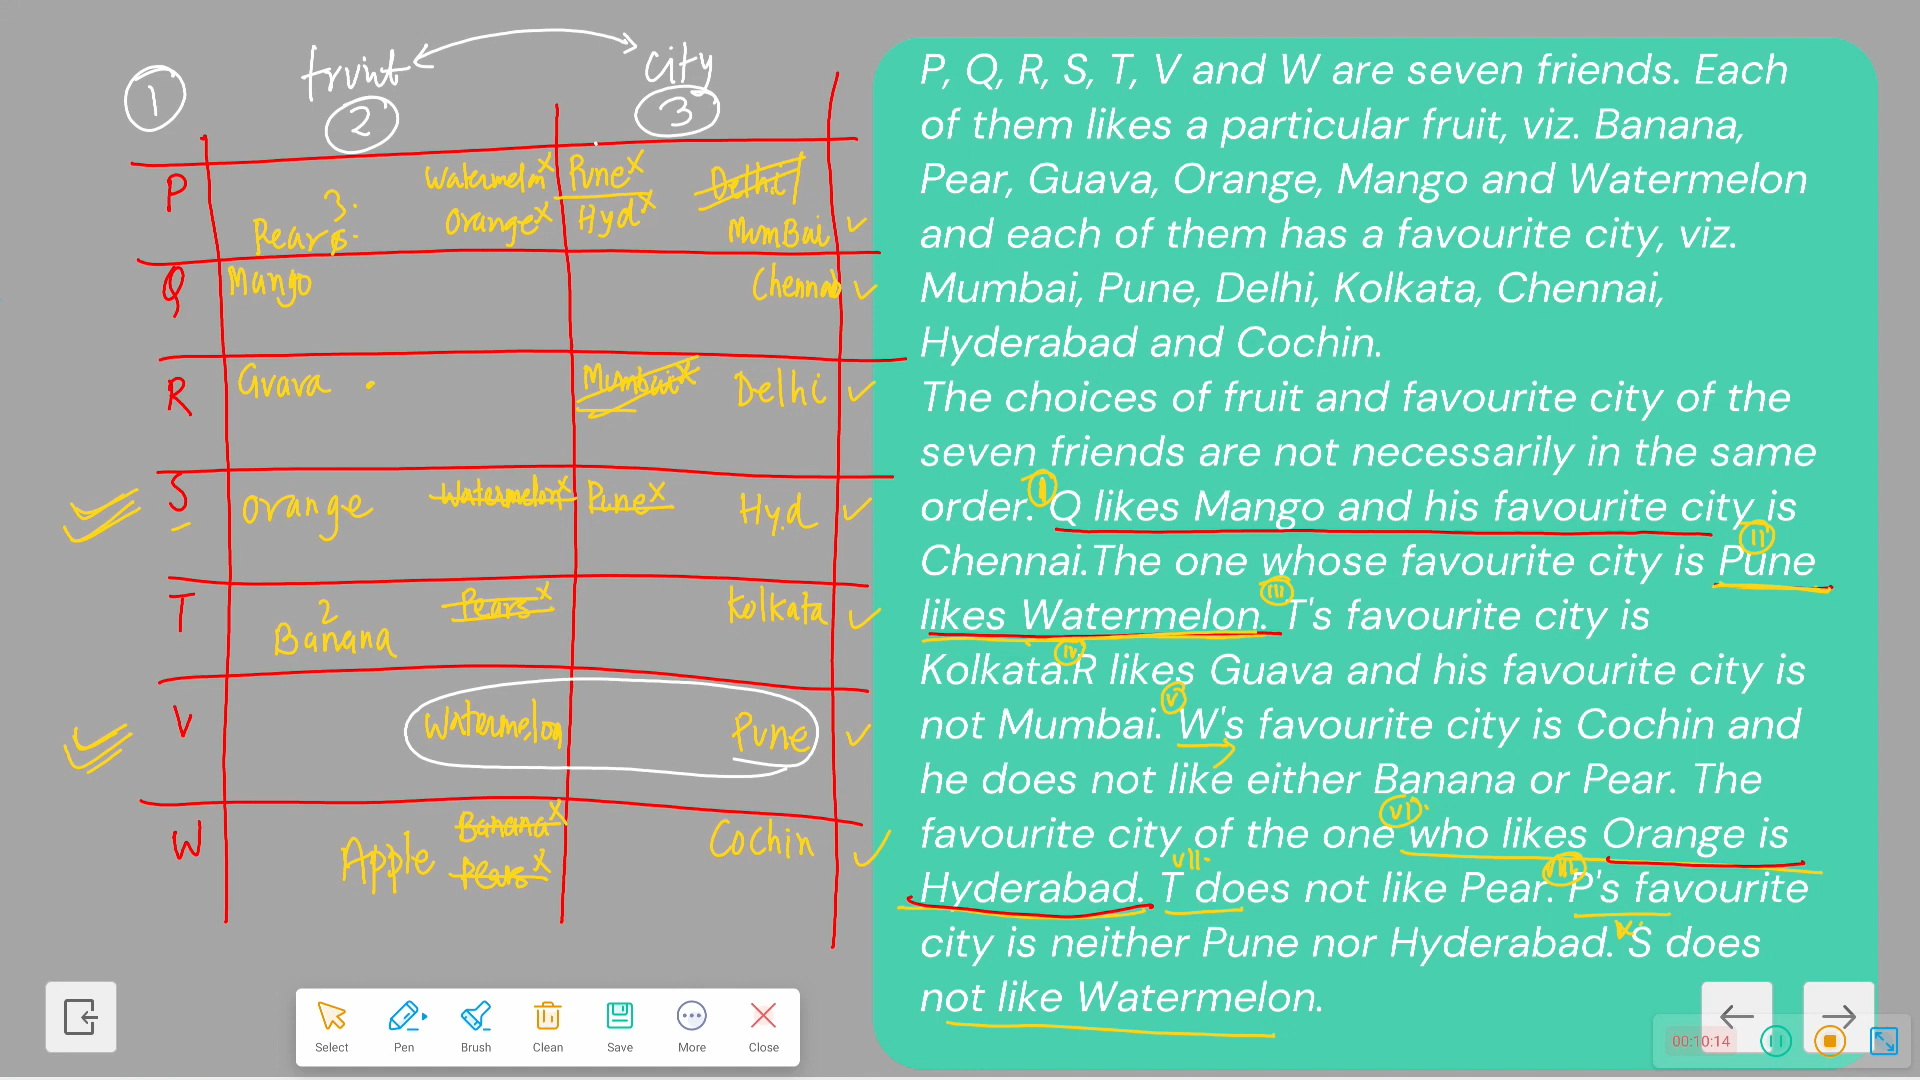 1
fruit
2
city
3
P
Watermelon x
Orange x
3.
Pears
Pune x
Hyd x
Delhi
Mumbai ✓
Q
Mango
Chennai ✓
R
Guava
Mumbai x
Delhi ✓
S
orange
Watermelon x
Pune x
Hyd ✓
T
2
Banana
Pears x
Kolkata ✓
V
Watermelon
Pune ✓
W
Apple
Banana x
Pears x
Cochin ✓
P, Q, R, S, T, V and W are seven friends. Each
of them likes a particular fruit, viz. Banana,
Pear, Guava, Orange, Mango and Watermelon
and each of them has a favourite city, viz.
Mumbai, Pune, Delhi, Kolkata, Chennai,
Hyderabad and Cochin.
The choices of fruit and favourite city of the
seven friends are not necessarily in the same
order. I Q likes Mango and his favourite city is
Chennai.The one whose favourite city is II Pune
likes Watermelon. III T's favourite city is
Kolkata. IV R likes Guava and his favourite city is
not Mumbai. V W's favourite city is Cochin and
he does not like either Banana or Pear. The
favourite city of the one VI who likes Orange is
Hyderabad. VII T does not like Pear. P's favourite
city is neither Pune nor Hyderabad. S does
not like Watermelon.
Select
Pen
Brush
Clean
Save
More
Close
00:10:14